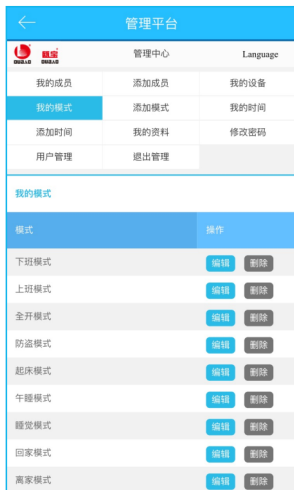 管理平台
瓯宝 管理中心 Language
我的成员 添加成员 我的设备
我的模式 添加模式 我的时间
添加时间 我的资料 修改密码
用户管理 退出管理
我的模式
模式 操作
下班模式 编辑 删除
上班模式 编辑 删除
全开模式 编辑 删除
防盗模式 编辑 删除
起床模式 编辑 删除
午睡模式 编辑 删除
睡觉模式 编辑 删除
回家模式 编辑 删除
离家模式 编辑 删除